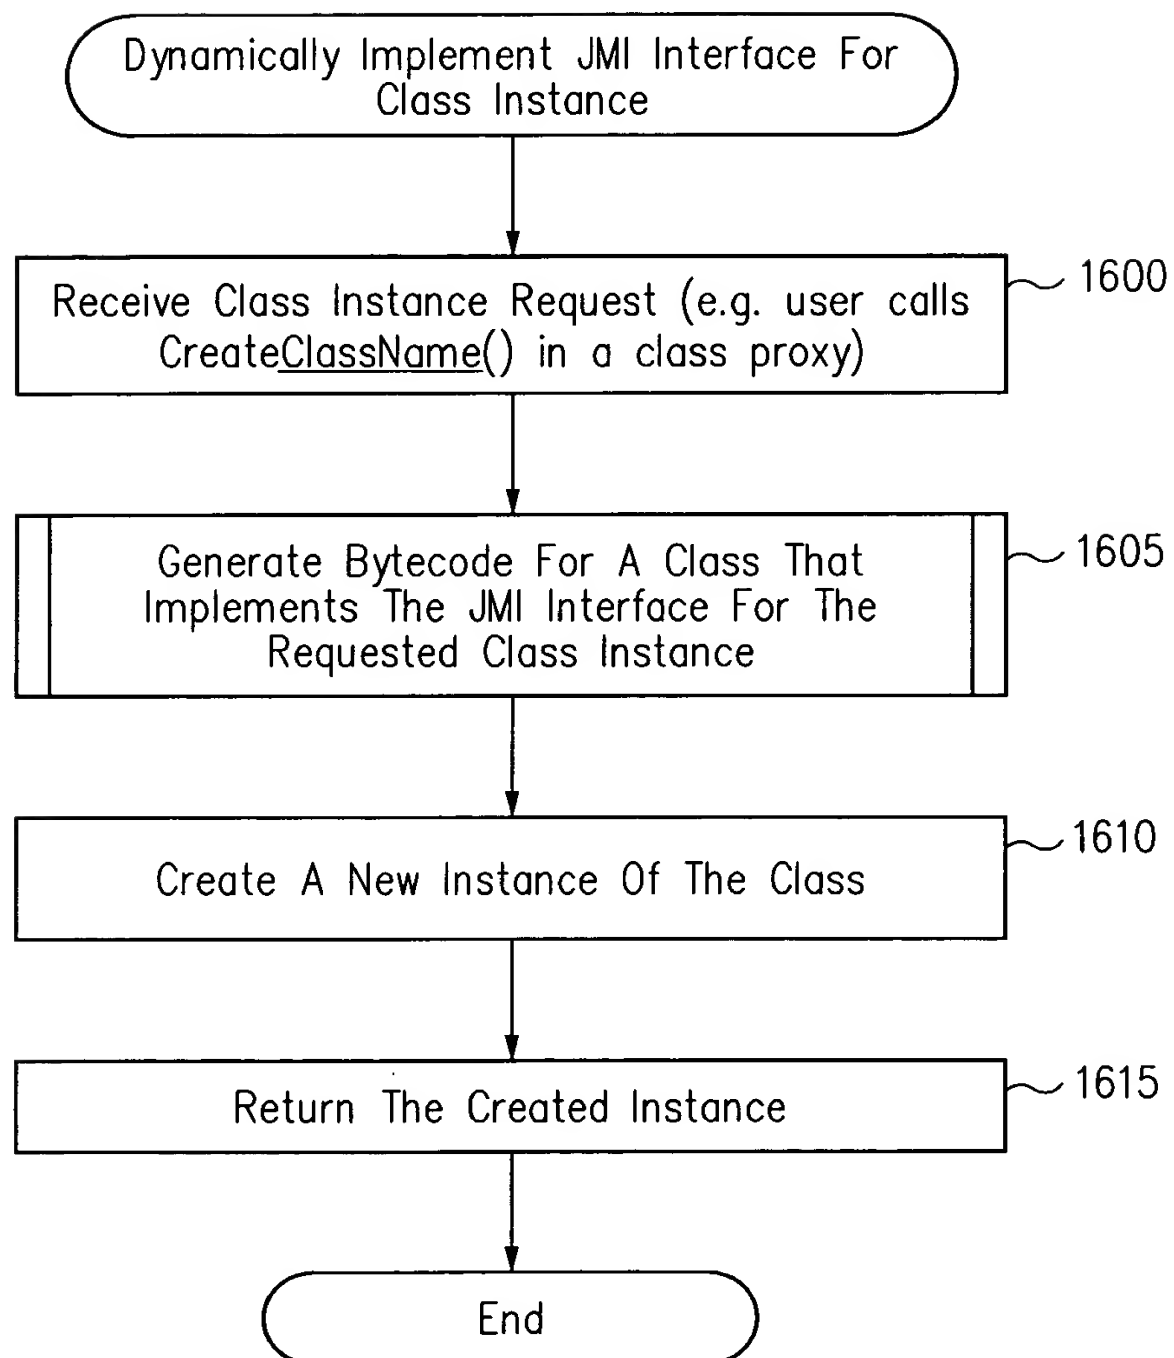 Dynamically Implement JMI Interface For
Class Instance
1600
Receive Class Instance Request (e.g. user calls
CreateClassName() in a class proxy)
1605
Generate Bytecode For A Class That
Implements The JMI Interface For The
Requested Class Instance
1610
Create A New Instance Of The Class
1615
Return The Created Instance
End